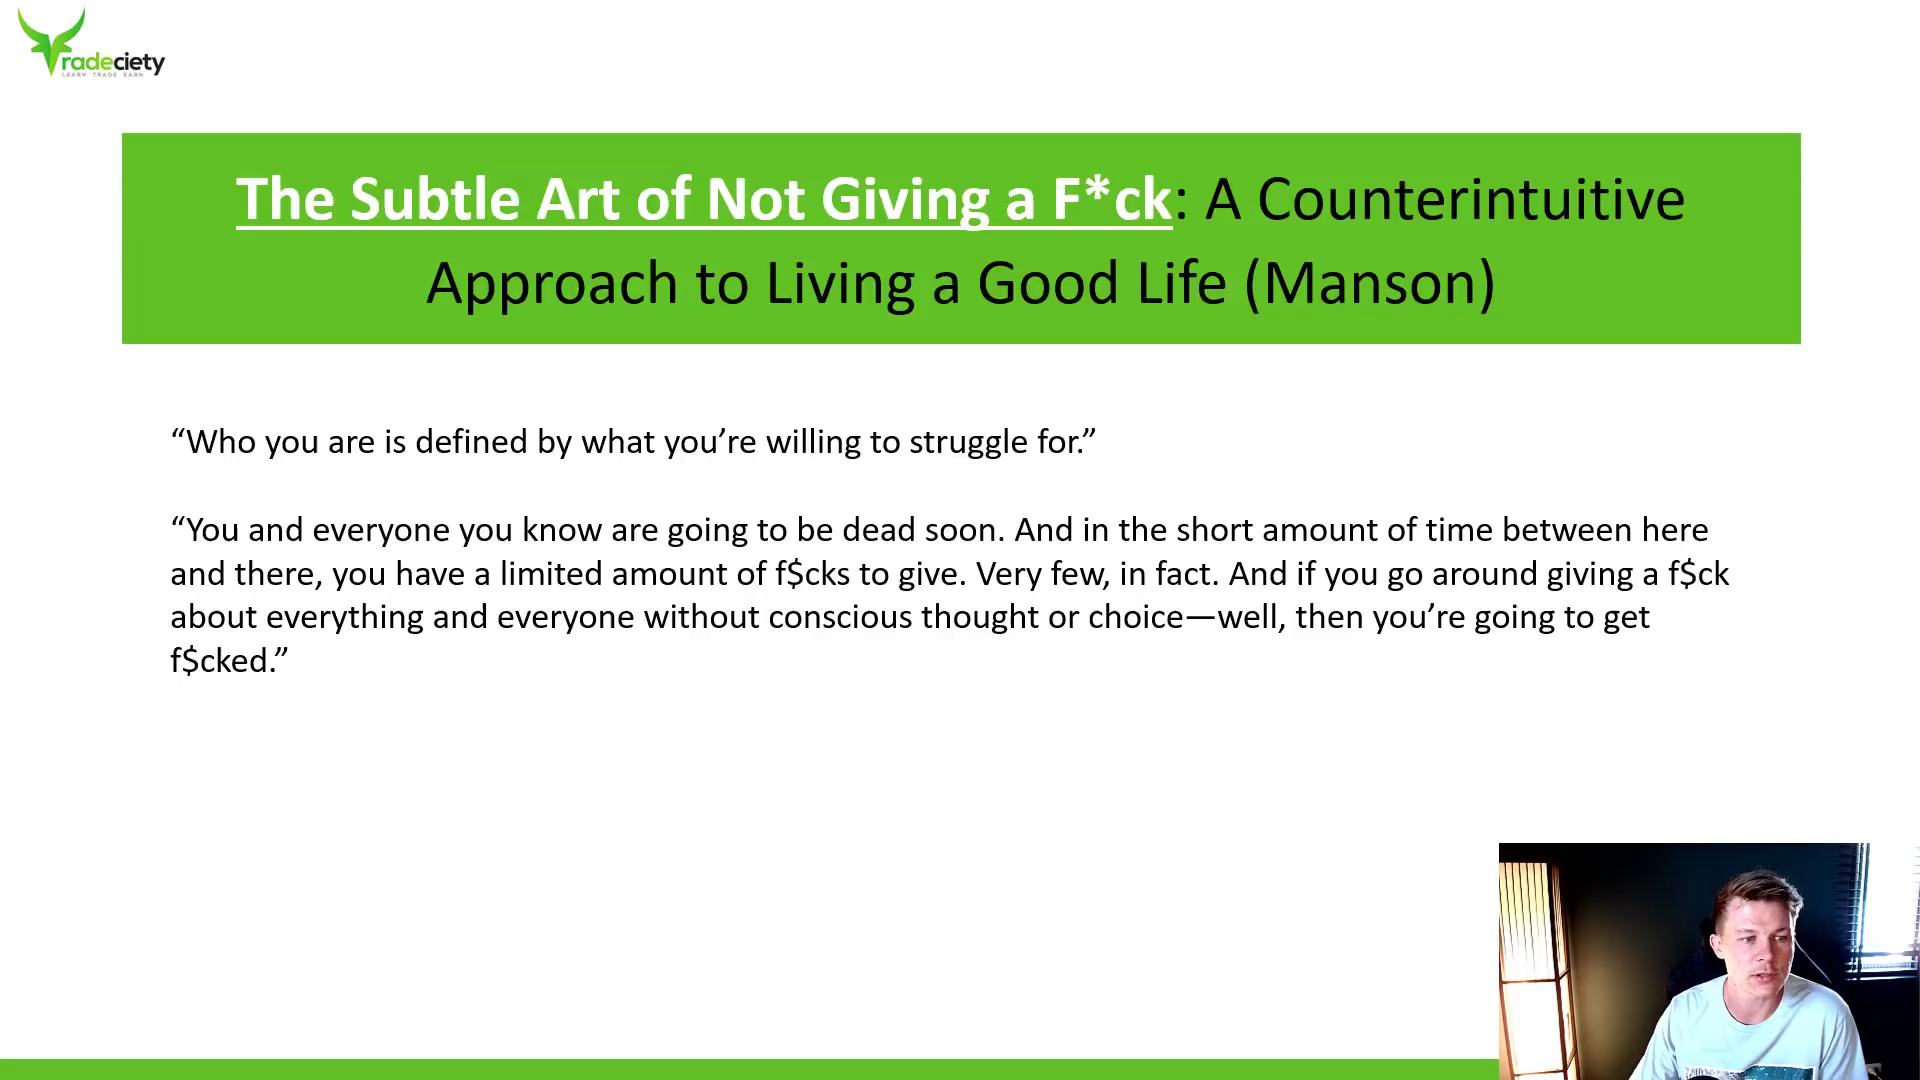 radeciety
LEARN TRADE EARN
The Subtle Art of Not Giving a F*ck: A Counterintuitive
Approach to Living a Good Life (Manson)
“Who you are is defined by what you’re willing to struggle for.”
“You and everyone you know are going to be dead soon. And in the short amount of time between here
and there, you have a limited amount of f$cks to give. Very few, in fact. And if you go around giving a f$ck
about everything and everyone without conscious thought or choice—well, then you’re going to get
f$cked.”